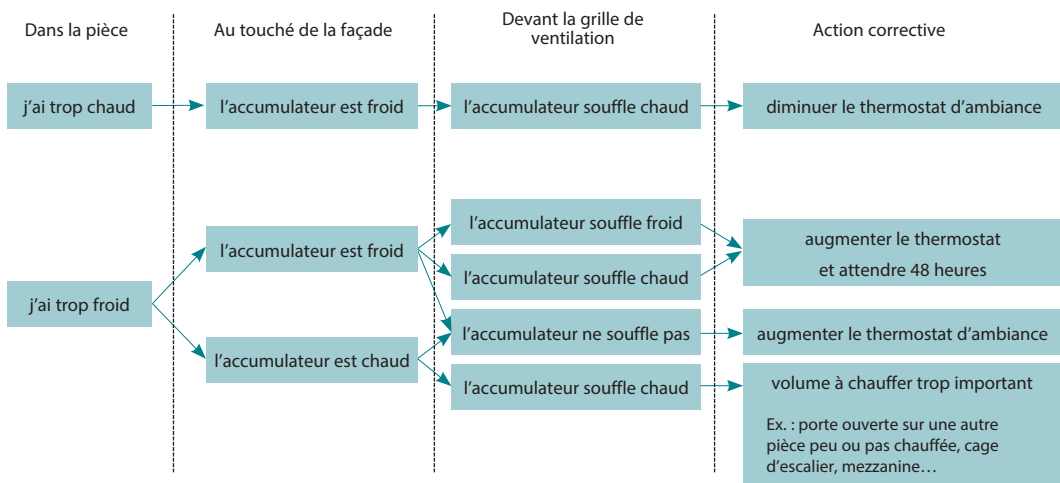 Dans la pièce
Au touché de la façade
Devant la grille de
ventilation
Action corrective
j'ai trop chaud
l'accumulateur est froid
l'accumulateur souffle chaud
diminuer le thermostat d'ambiance
j'ai trop froid
l'accumulateur est froid
l'accumulateur est chaud
l'accumulateur souffle froid
l'accumulateur souffle chaud
l'accumulateur ne souffle pas
l'accumulateur souffle chaud
augmenter le thermostat
et attendre 48 heures
augmenter le thermostat d'ambiance
volume à chauffer trop important
Ex. : porte ouverte sur une autre
pièce peu ou pas chauffée, cage
d'escalier, mezzanine…